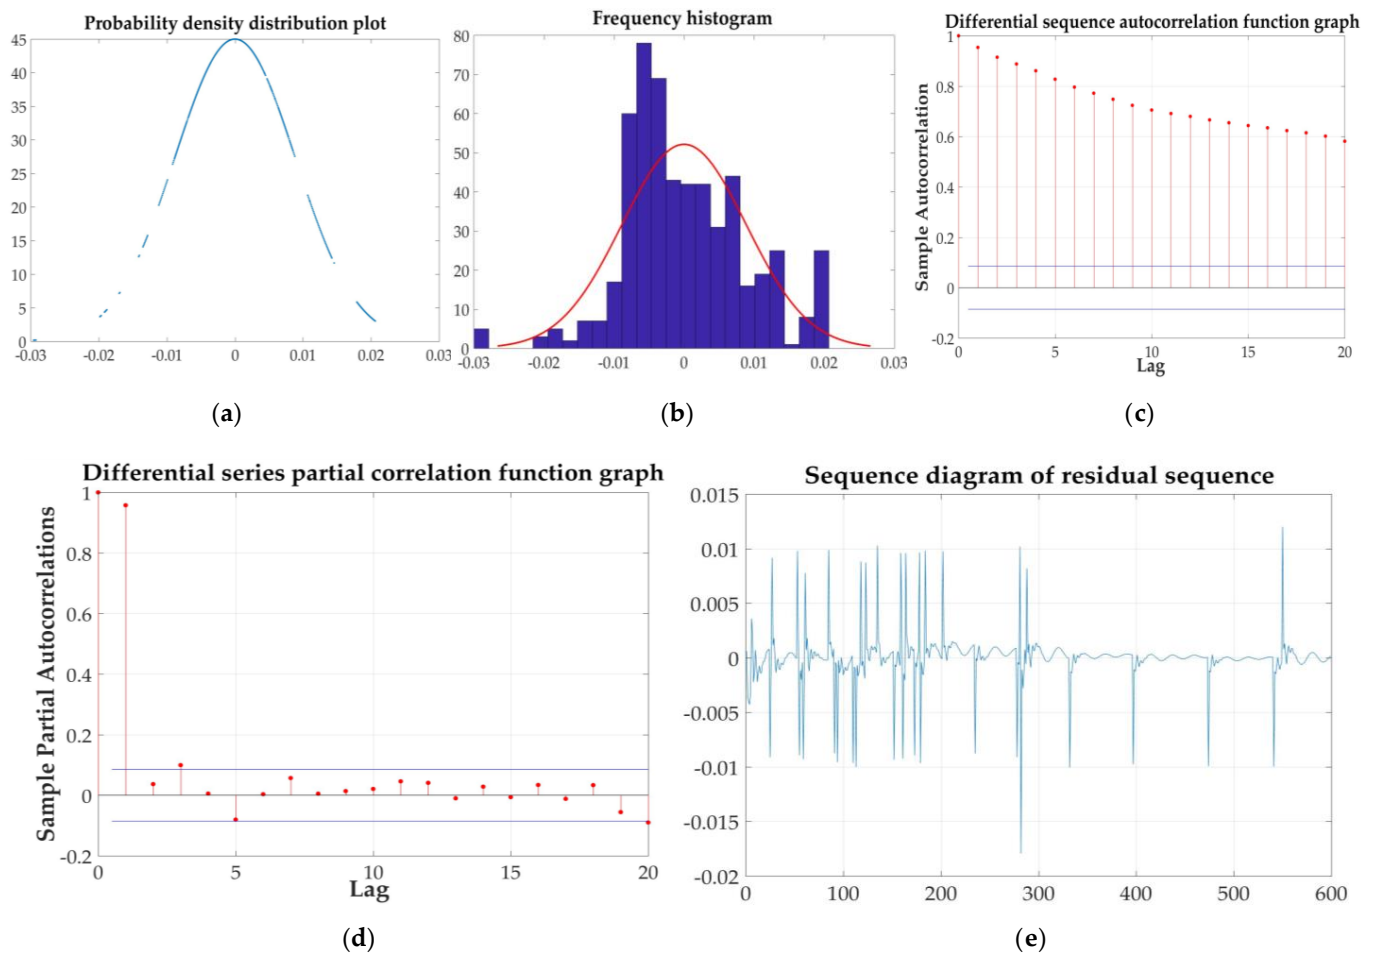 Probability density distribution plot
45
40
35
30
25
20
15
10
5
0
-0.03 -0.02 -0.01 0 0.01 0.02 0.03
(a)
Frequency histogram
80
70
60
50
40
30
20
10
0
-0.03 -0.02 -0.01 0 0.01 0.02 0.03
(b)
Differential sequence autocorrelation function graph
Sample Autocorrelation
1
0.8
0.6
0.4
0.2
0
-0.2
0 5 10 15 20
Lag
(c)
Differential series partial correlation function graph
Sample Partial Autocorrelations
1
0.8
0.6
0.4
0.2
0
-0.2
0 5 10 15 20
Lag
(d)
Sequence diagram of residual sequence
0.015
0.01
0.005
0
-0.005
-0.01
-0.015
-0.02
0 100 200 300 400 500 600
(e)